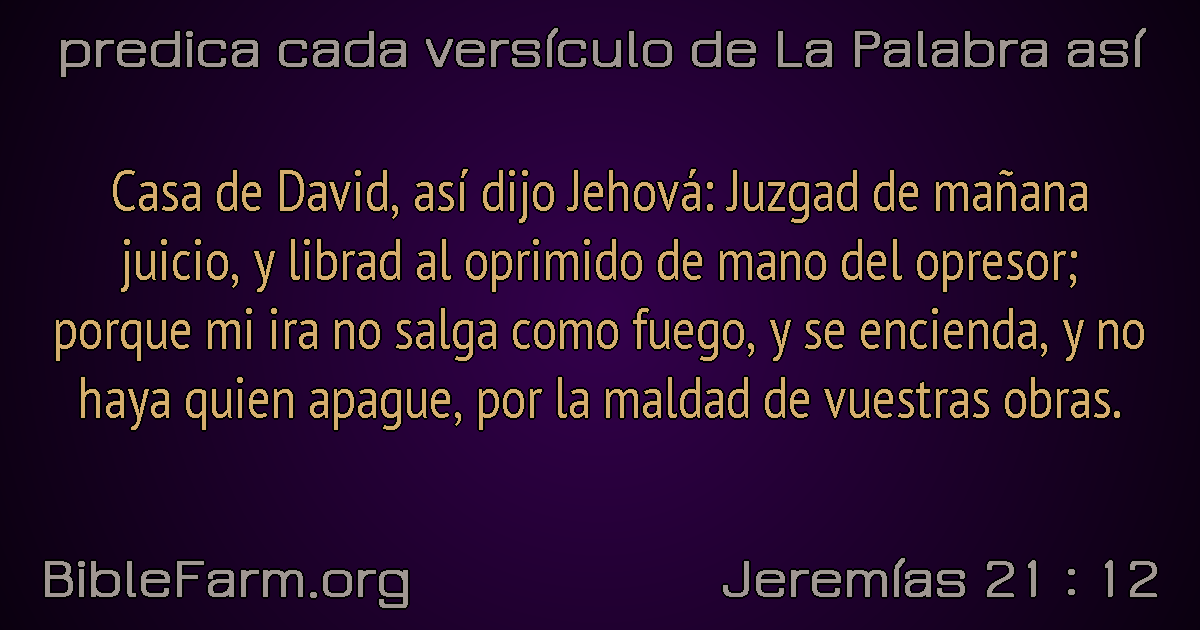 predica cada versículo de La Palabra así
Casa de David, así dijo Jehová: Juzgad de mañana
juicio, y librad al oprimido de mano del opresor;
porque mi ira no salga como fuego, y se encienda, y no
haya quien apague, por la maldad de vuestras obras.
BibleFarm.org
Jeremías 21 : 12